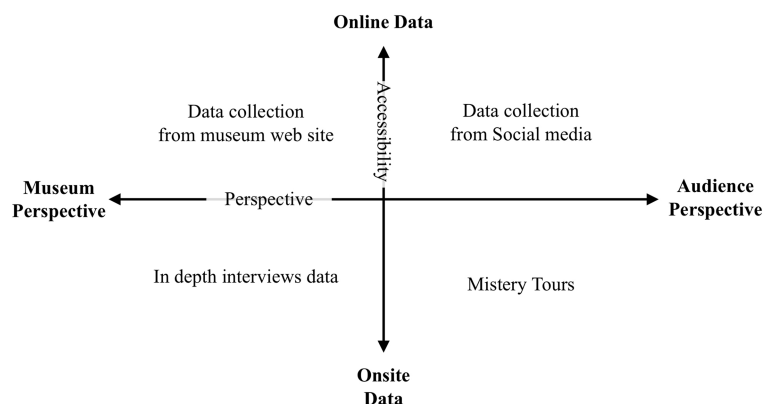 Online Data
Accessibility
Data collection
from museum web site
Data collection
from Social media
Museum
Perspective
Perspective
Audience
Perspective
In depth interviews data
Mistery Tours
Onsite
Data